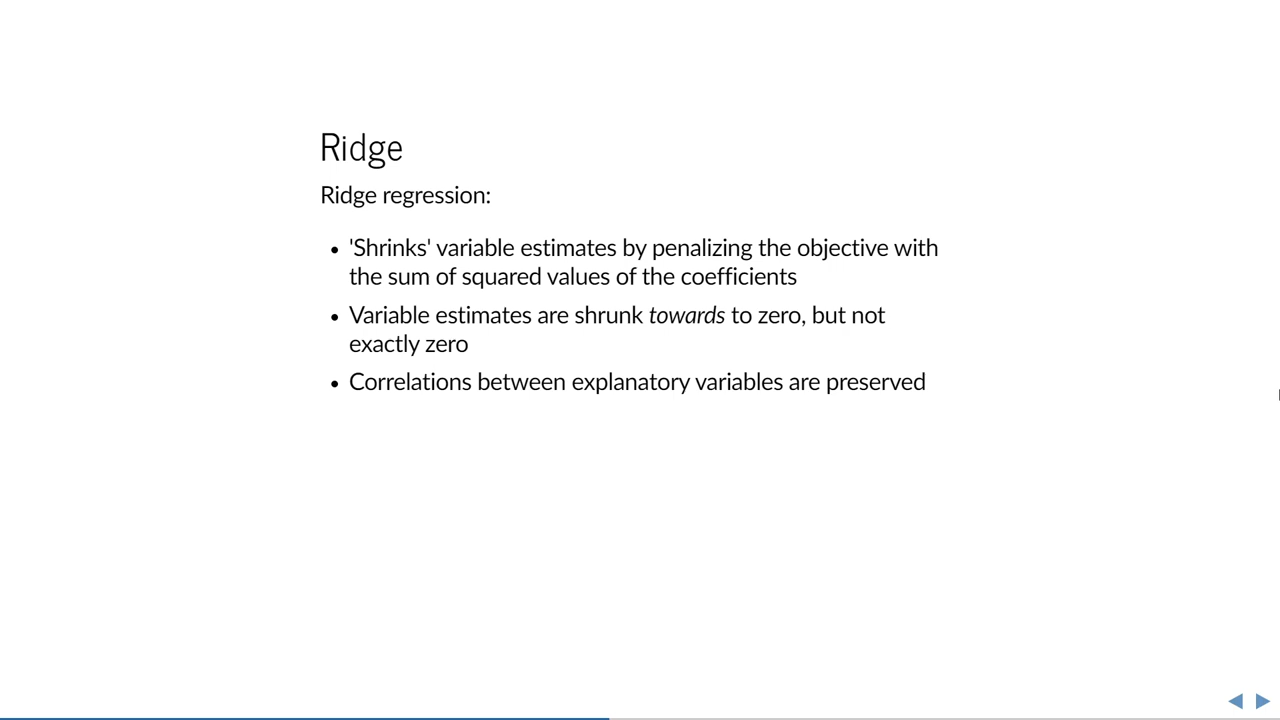 Ridge
Ridge regression:
• 'Shrinks' variable estimates by penalizing the objective with
the sum of squared values of the coefficients
• Variable estimates are shrunk towards to zero, but not
exactly zero
• Correlations between explanatory variables are preserved